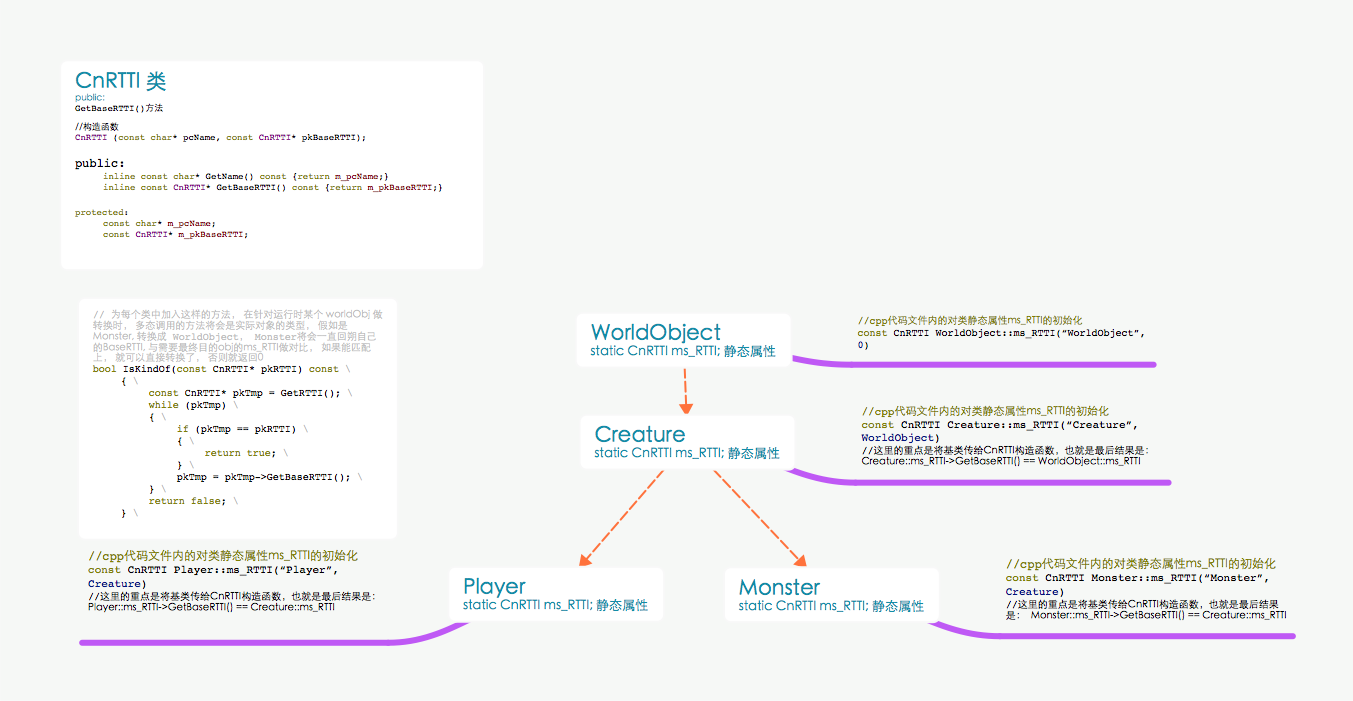 CnRTTI 类
public:
GetBaseRTTI()方法
//构造函数
CnRTTI (const char* pcName, const CnRTTI* pkBaseRTTI);
public:
inline const char* GetName() const {return m_pcName;}
inline const CnRTTI* GetBaseRTTI() const {return m_pkBaseRTTI;}
protected:
const char* m_pcName;
const CnRTTI* m_pkBaseRTTI;
// 为每个类中加入这样的方法， 在针对运行时某个 worldObj 做
转换时， 多态调用的方法将会是实际对象的类型， 假如是
Monster, 转换成 WorldObject， Monster将会一直回朔自己
的BaseRTTI, 与需要最终目的obj的ms_RTTI做对比， 如果能匹配
上， 就可以直接转换了， 否则就返回0
bool IsKindOf(const CnRTTI* pkRTTI) const \
{ \
const CnRTTI* pkTmp = GetRTTI(); \
while (pkTmp) \
{ \
if (pkTmp == pkRTTI) \
{ \
return true; \
} \
pkTmp = pkTmp->GetBaseRTTI(); \
} \
return false; \
} \
WorldObject
static CnRTTI ms_RTTI; 静态属性
//cpp代码文件内的对类静态属性ms_RTTI的初始化
const CnRTTI WorldObject::ms_RTTI(“WorldObject”,
0)
Creature
static CnRTTI ms_RTTI; 静态属性
//cpp代码文件内的对类静态属性ms_RTTI的初始化
const CnRTTI Creature::ms_RTTI(“Creature”,
WorldObject)
//这里的重点是将基类传给CnRTTI构造函数，也就是最后结果是：
Creature::ms_RTTI->GetBaseRTTI() == WorldObject::ms_RTTI
//cpp代码文件内的对类静态属性ms_RTTI的初始化
const CnRTTI Player::ms_RTTI(“Player”,
Creature)
//这里的重点是将基类传给CnRTTI构造函数，也就是最后结果是：
Player::ms_RTTI->GetBaseRTTI() == Creature::ms_RTTI
Player
static CnRTTI ms_RTTI; 静态属性
Monster
static CnRTTI ms_RTTI; 静态属性
//cpp代码文件内的对类静态属性ms_RTTI的初始化
const CnRTTI Monster::ms_RTTI(“Monster”,
Creature)
//这里的重点是将基类传给CnRTTI构造函数，也就是最后结果
是： Monster::ms_RTTI->GetBaseRTTI() == Creature::ms_RTTI